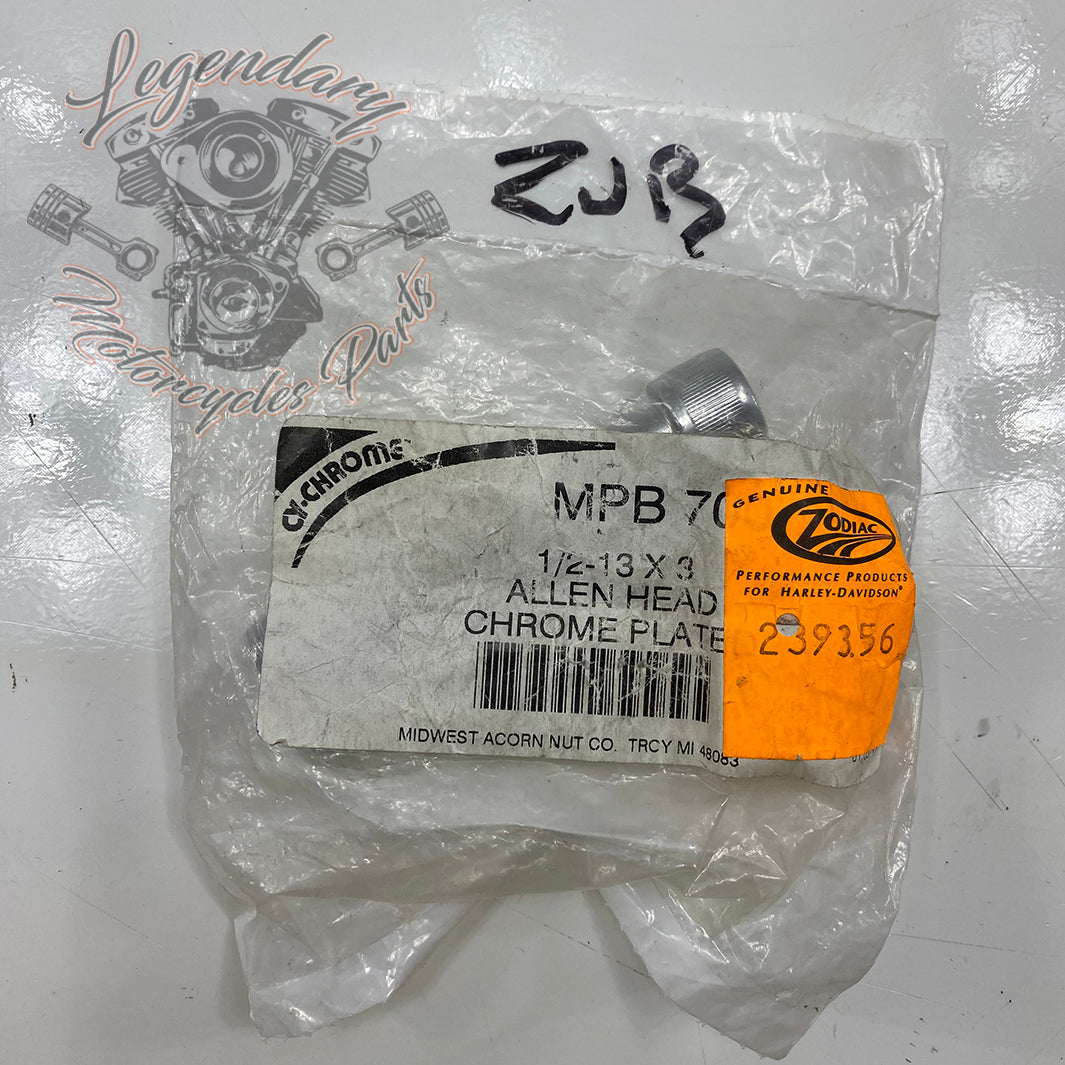 Legendary
Motorcycles Parts
CY·CHROME
MPB 70
1/2-13 X 3
ALLEN HEAD
CHROME PLATE
MIDWEST ACORN NUT CO. TRCY MI 48083
GENUINE
ZODIAC
PERFORMANCE PRODUCTS
FOR HARLEY-DAVIDSON®
239356